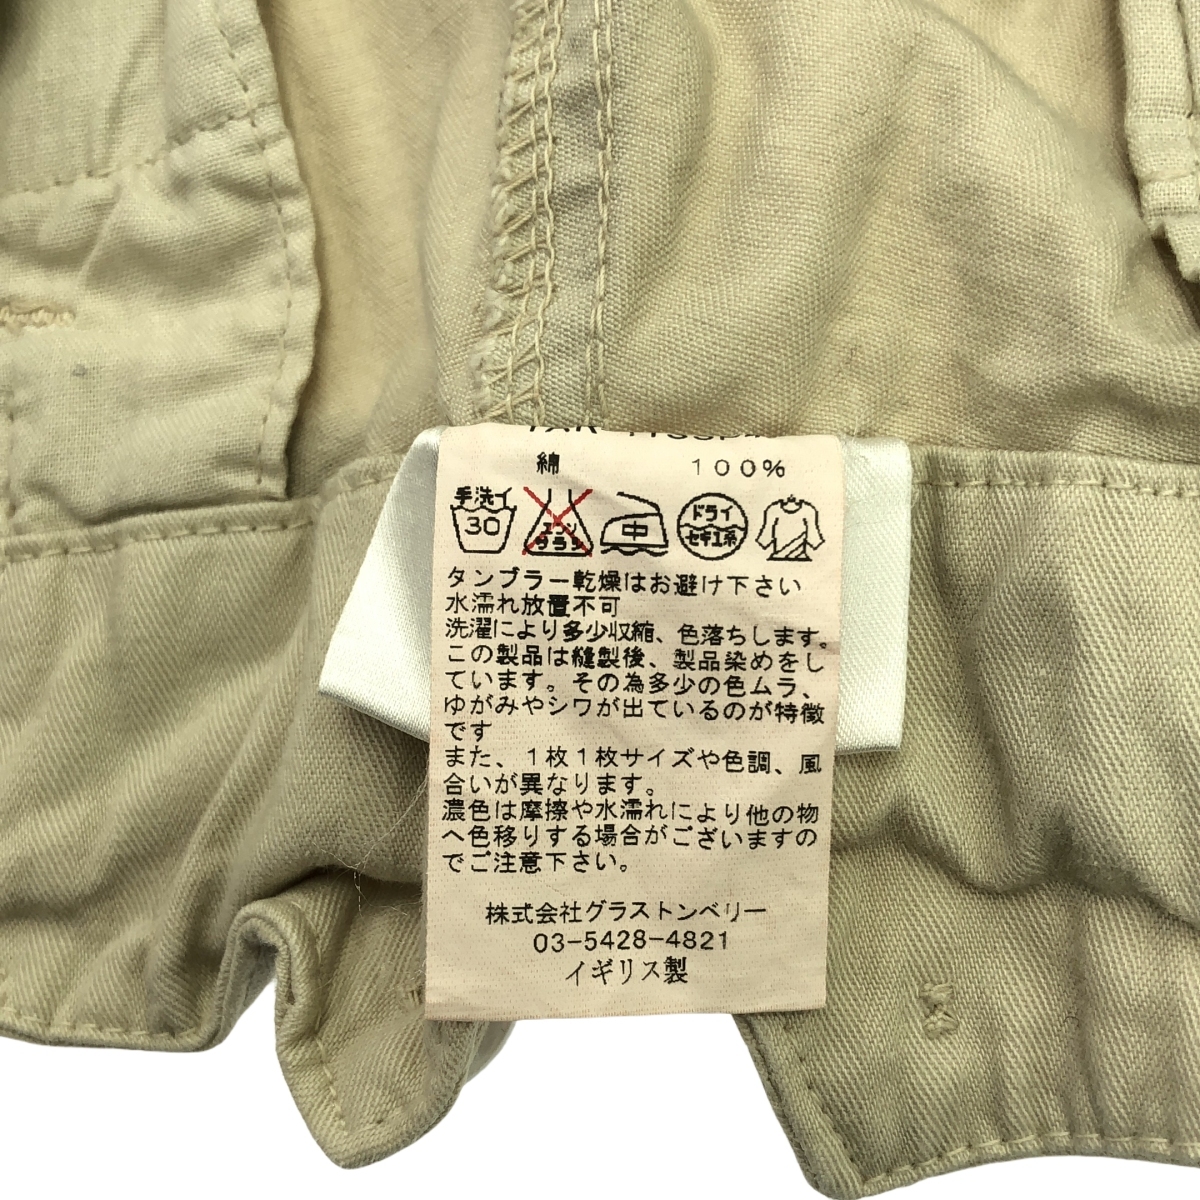 綿 100%
手洗イ
30
エンソ
サラシ
中
ドライ
セキユ系
タンブラー乾燥はお避け下さい
水濡れ放置不可
洗濯により多少収縮、色落ちします。
この製品は縫製後、製品染めをし
ています。その為多少の色ムラ、
ゆがみやシワが出ているのが特徴
です
また、1枚1枚サイズや色調、風
合いが異なります。
濃色は摩擦や水濡れにより他の物
へ色移りする場合がございますの
でご注意下さい。
株式会社グラストンベリー
03-5428-4821
イギリス製